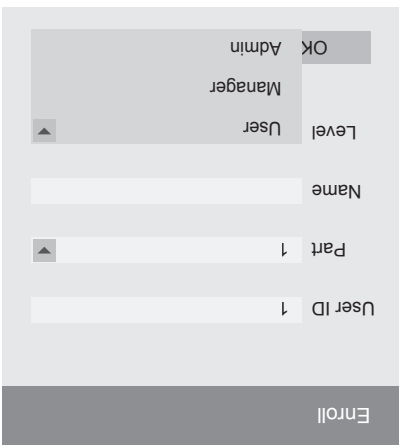 Enroll
User ID 1
Part 1
Name
Level User
Manager
OK Admin